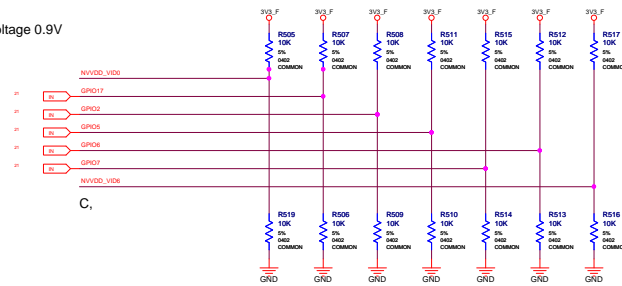 3V3_F 3V3_F 3V3_F 3V3_F 3V3_F 3V3_F 3V3_F
oltage 0.9V
R505 R507 R508 R511 R515 R512 R517
10K 10K 10K 10K 10K 10K 10K
5% 5% 5% 5% 5% 5% 5%
0402 0402 0402 0402 0402 0402 0402
COMMON COMMON COMMON COMMON COMMON COMMON COMMON
NVVDD_VID0
IN GPIO17
IN GPIO2
IN GPIO5
IN GPIO6
IN GPIO7
NVVDD_VID6
C,
R519 R506 R509 R510 R514 R513 R516
10K 10K 10K 10K 10K 10K 10K
5% 5% 5% 5% 5% 5% 5%
0402 0402 0402 0402 0402 0402 0402
COMMON COMMON COMMON COMMON COMMON COMMON COMMON
GND GND GND GND GND GND GND